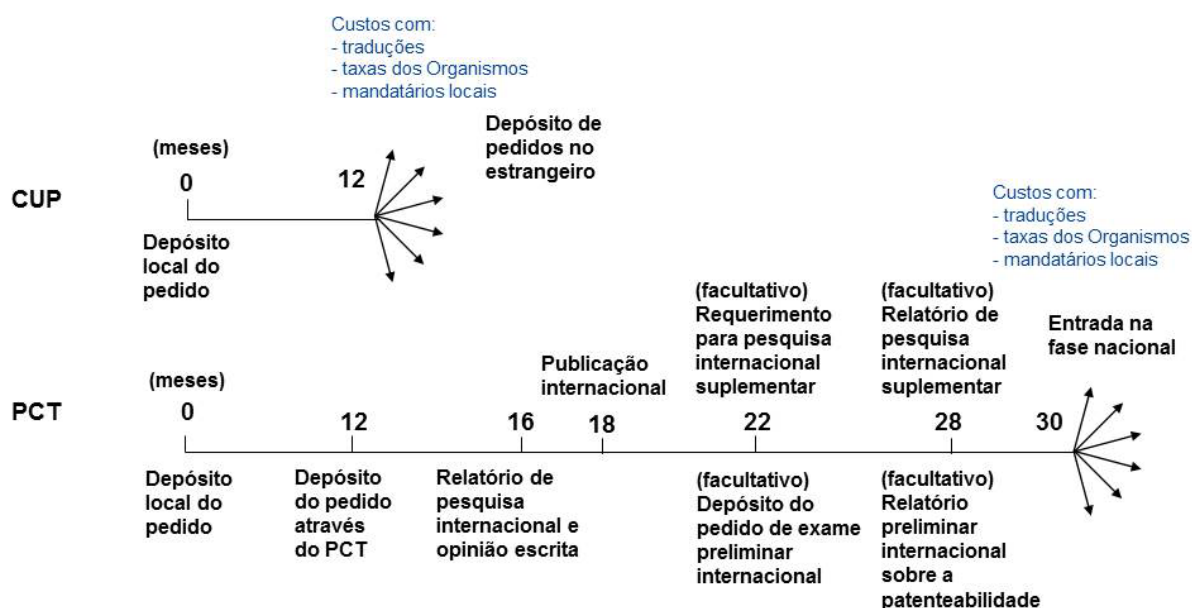 Custos com:
- traduções
- taxas dos Organismos
- mandatários locais
Depósito de
pedidos no
estrangeiro
(meses)
0
12
CUP
Depósito
local do
pedido
Custos com:
- traduções
- taxas dos Organismos
- mandatários locais
(facultativo)
Requerimento
para pesquisa
internacional
suplementar
(facultativo)
Relatório de
pesquisa
internacional
suplementar
Entrada na
fase nacional
Publicação
internacional
(meses)
PCT
0
12
16
18
22
28
30
Depósito
local do
pedido
Depósito
do pedido
através
do PCT
Relatório de
pesquisa
internacional e
opinião escrita
(facultativo)
Depósito do
pedido de exame
preliminar
internacional
(facultativo)
Relatório
preliminar
internacional
sobre a
patenteabilidade